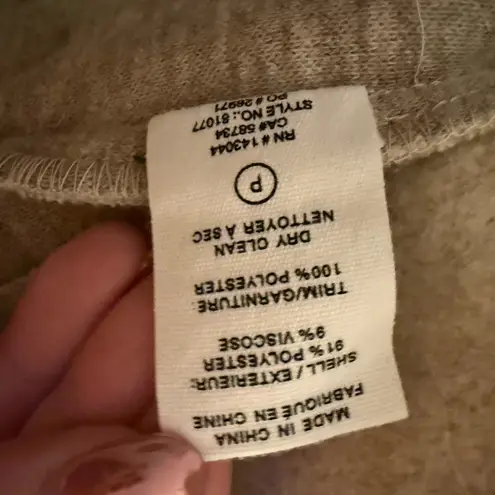 MADE IN CHINA
FABRIQUÉ EN CHINE
SHELL / EXTERIEUR:
91% POLYESTER
9% VISCOSE
TRIM/GARNITURE:
100% POLYESTER
DRY CLEAN
NETTOYER À SEC
P
RN # 143044
CA# 58734
STYLE NO.: 81077
PO # 26971